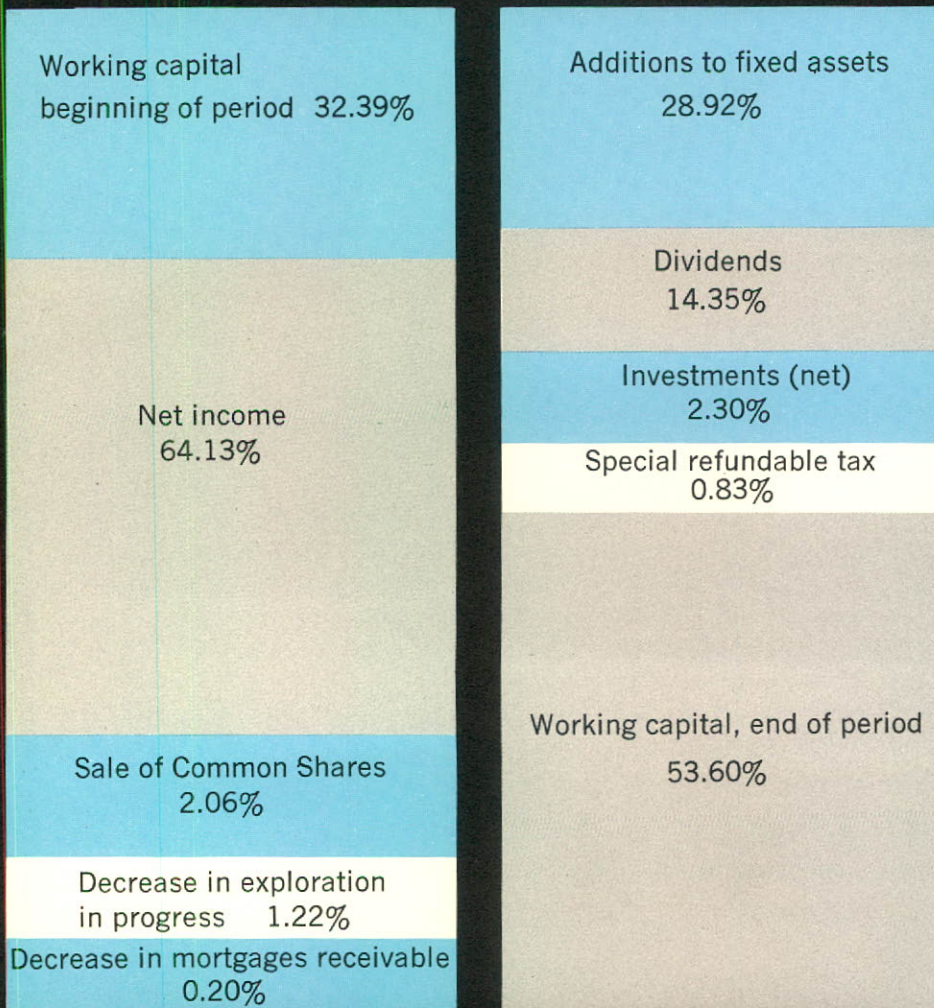 Working capital
beginning of period 32.39%
Net income
64.13%
Sale of Common Shares
2.06%
Decrease in exploration
in progress 1.22%
Decrease in mortgages receivable
0.20%
Additions to fixed assets
28.92%
Dividends
14.35%
Investments (net)
2.30%
Special refundable tax
0.83%
Working capital, end of period
53.60%